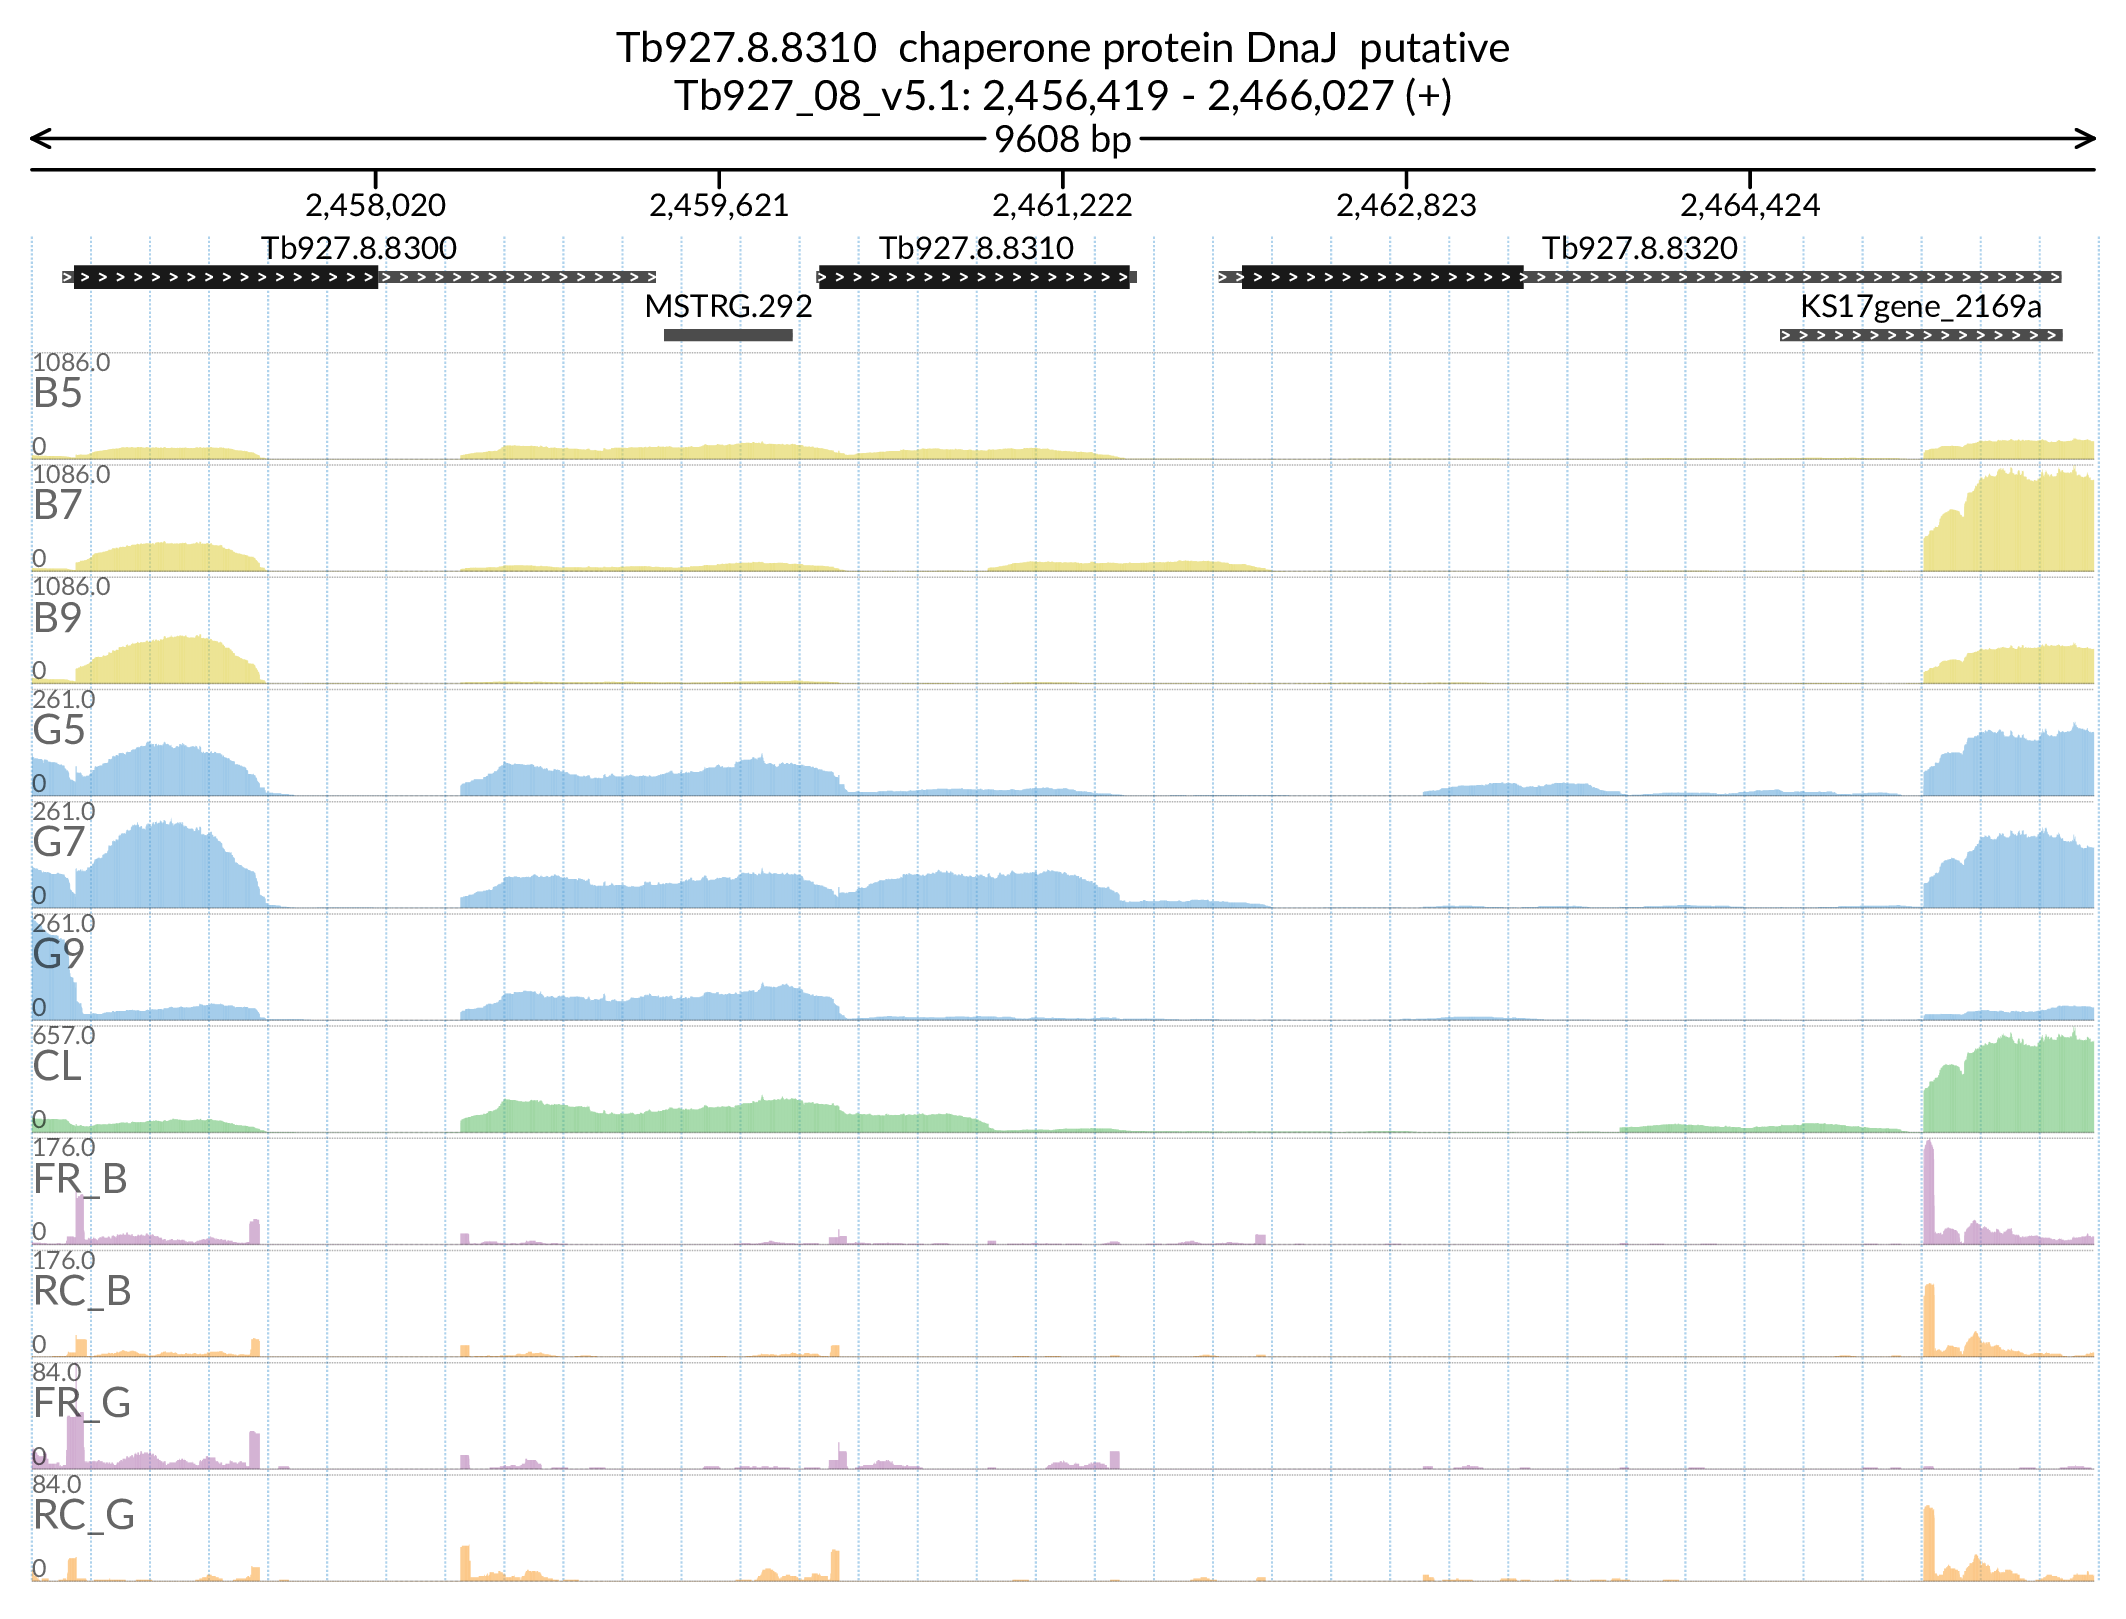 Tb927.8.8310  chaperone protein DnaJ  putative
Tb927_08_v5.1: 2,456,419 - 2,466,027 (+)
9608 bp
2,458,020 2,459,621 2,461,222 2,462,823 2,464,424
Tb927.8.8300 Tb927.8.8310 Tb927.8.8320
MSTRG.292 KS17gene_2169a
1086.0
B5
0
1086.0
B7
0
1086.0
B9
0
261.0
G5
0
261.0
G7
0
261.0
G9
0
657.0
CL
0
176.0
FR_B
0
176.0
RC_B
0
84.0
FR_G
0
84.0
RC_G
0